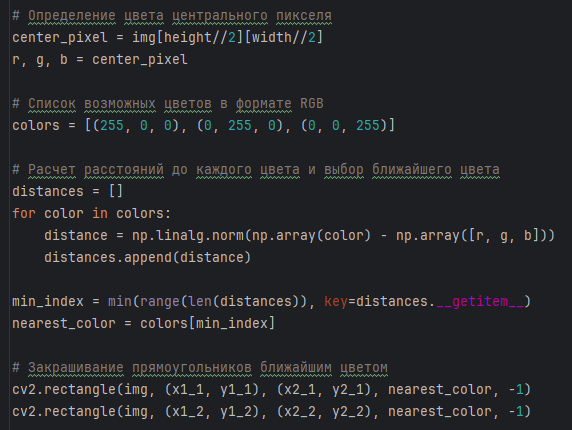 # Определение цвета центрального пикселя
center_pixel = img[height//2][width//2]
r, g, b = center_pixel

# Список возможных цветов в формате RGB
colors = [(255, 0, 0), (0, 255, 0), (0, 0, 255)]

# Расчет расстояний до каждого цвета и выбор ближайшего цвета
distances = []
for color in colors:
    distance = np.linalg.norm(np.array(color) - np.array([r, g, b]))
    distances.append(distance)

min_index = min(range(len(distances)), key=distances.__getitem__)
nearest_color = colors[min_index]

# Закрашивание прямоугольников ближайшим цветом
cv2.rectangle(img, (x1_1, y1_1), (x2_1, y2_1), nearest_color, -1)
cv2.rectangle(img, (x1_2, y1_2), (x2_2, y2_2), nearest_color, -1)